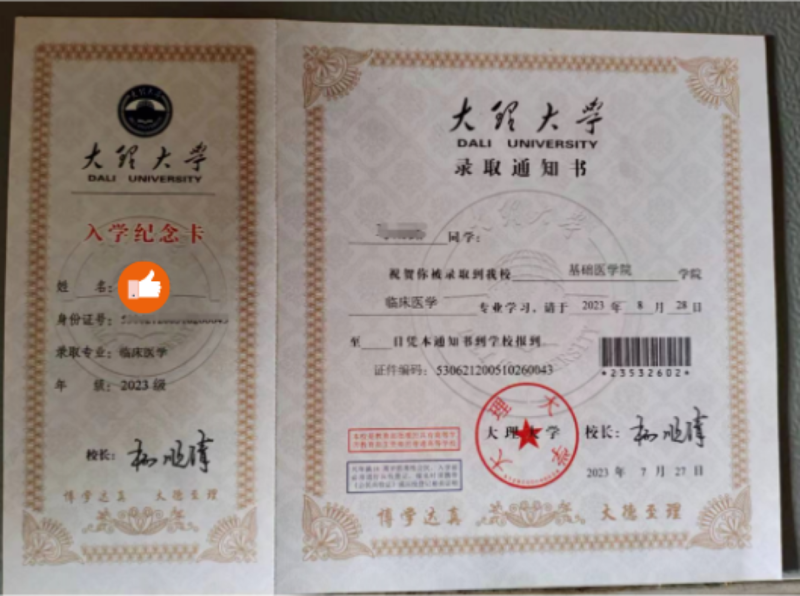 大理大学
DALI UNIVERSITY
入学纪念卡
姓 名:
身份证号:
录取专业: 临床医学
年 级: 2023 级
校长:
博学达真 大德至理
大理大学
DALI UNIVERSITY
录取通知书
同学:
祝贺你被录取到我校 基础医学院 学院
临床医学 专业学习。请于 2023 年 8 月 28 日
至 日凭本通知书到学校报到
*23532602*
证件编码: 530621200510260043
大理大学 校长:
大理大学
2023 年 7 月 27 日
博学达真 大德至理